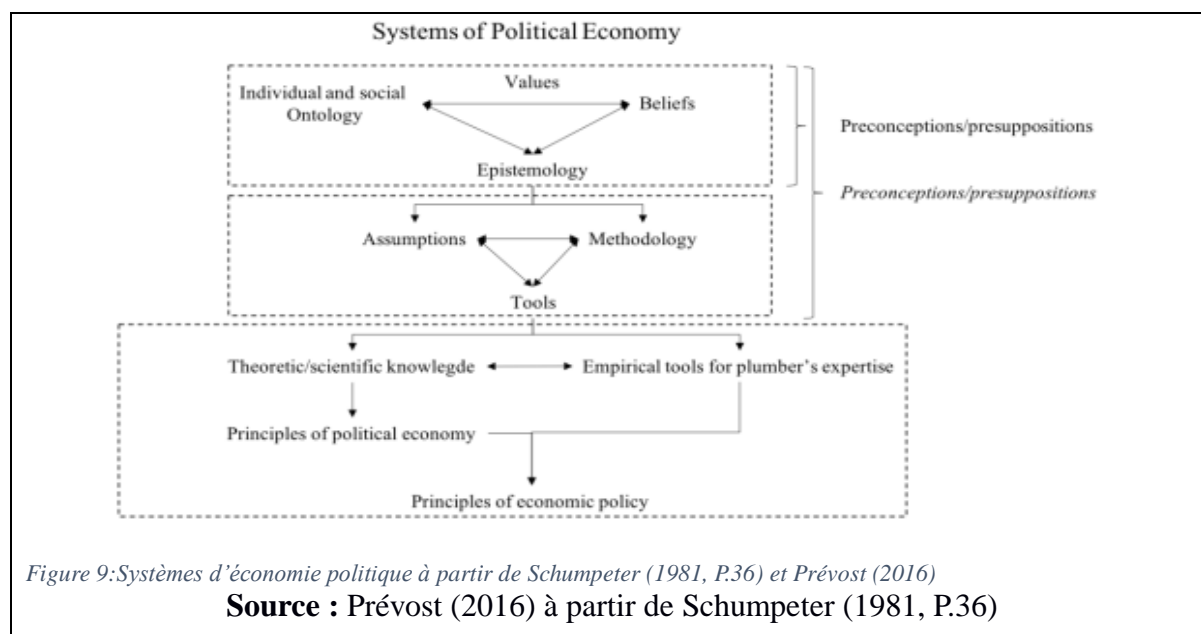 Systems of Political Economy
Values
Individual and social
Ontology
Beliefs
Epistemology
Preconceptions/presuppositions
Preconceptions/presuppositions
Assumptions
Methodology
Tools
Theoretic/scientific knowlegde
Empirical tools for plumber's expertise
Principles of political economy
Principles of economic policy
Figure 9:Systèmes d'économie politique à partir de Schumpeter (1981, P.36) et Prévost (2016)
Source : Prévost (2016) à partir de Schumpeter (1981, P.36)